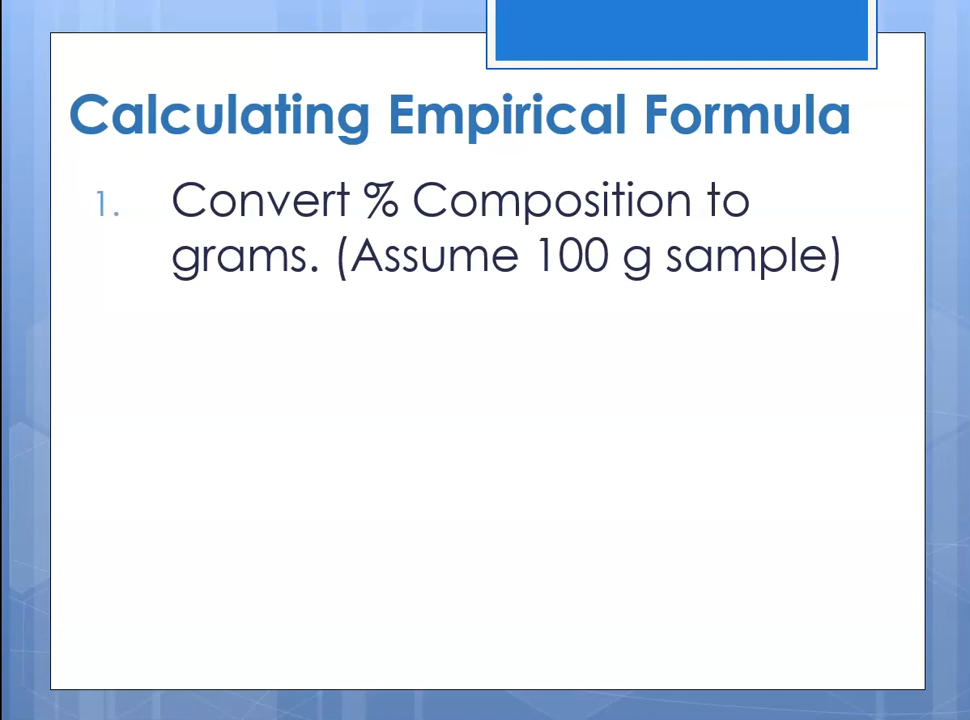 Calculating Empirical Formula
1. Convert % Composition to
grams. (Assume 100 g sample)